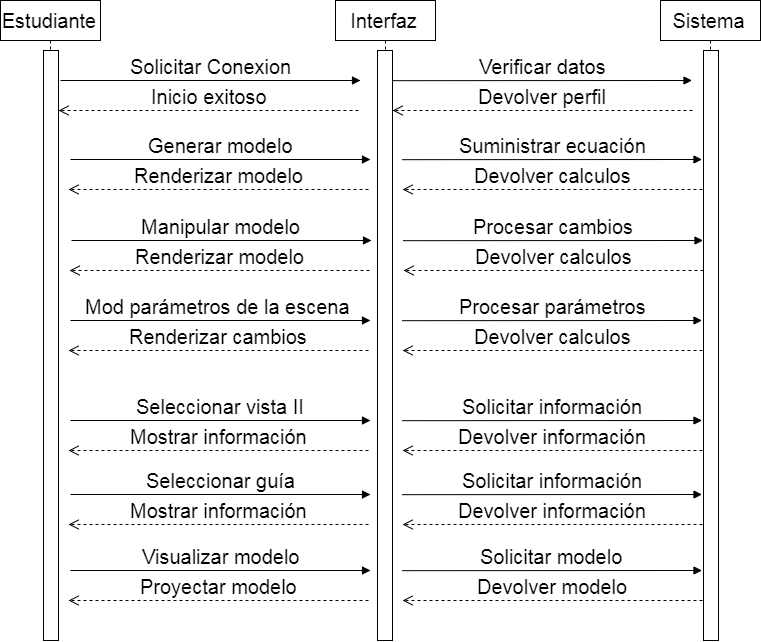 Estudiante
Interfaz
Sistema
Solicitar Conexion
Verificar datos
Inicio exitoso
Devolver perfil
Generar modelo
Suministrar ecuación
Renderizar modelo
Devolver calculos
Manipular modelo
Procesar cambios
Renderizar modelo
Devolver calculos
Mod parámetros de la escena
Procesar parámetros
Renderizar cambios
Devolver calculos
Seleccionar vista II
Solicitar información
Mostrar información
Devolver información
Seleccionar guía
Solicitar información
Mostrar información
Devolver información
Visualizar modelo
Solicitar modelo
Proyectar modelo
Devolver modelo